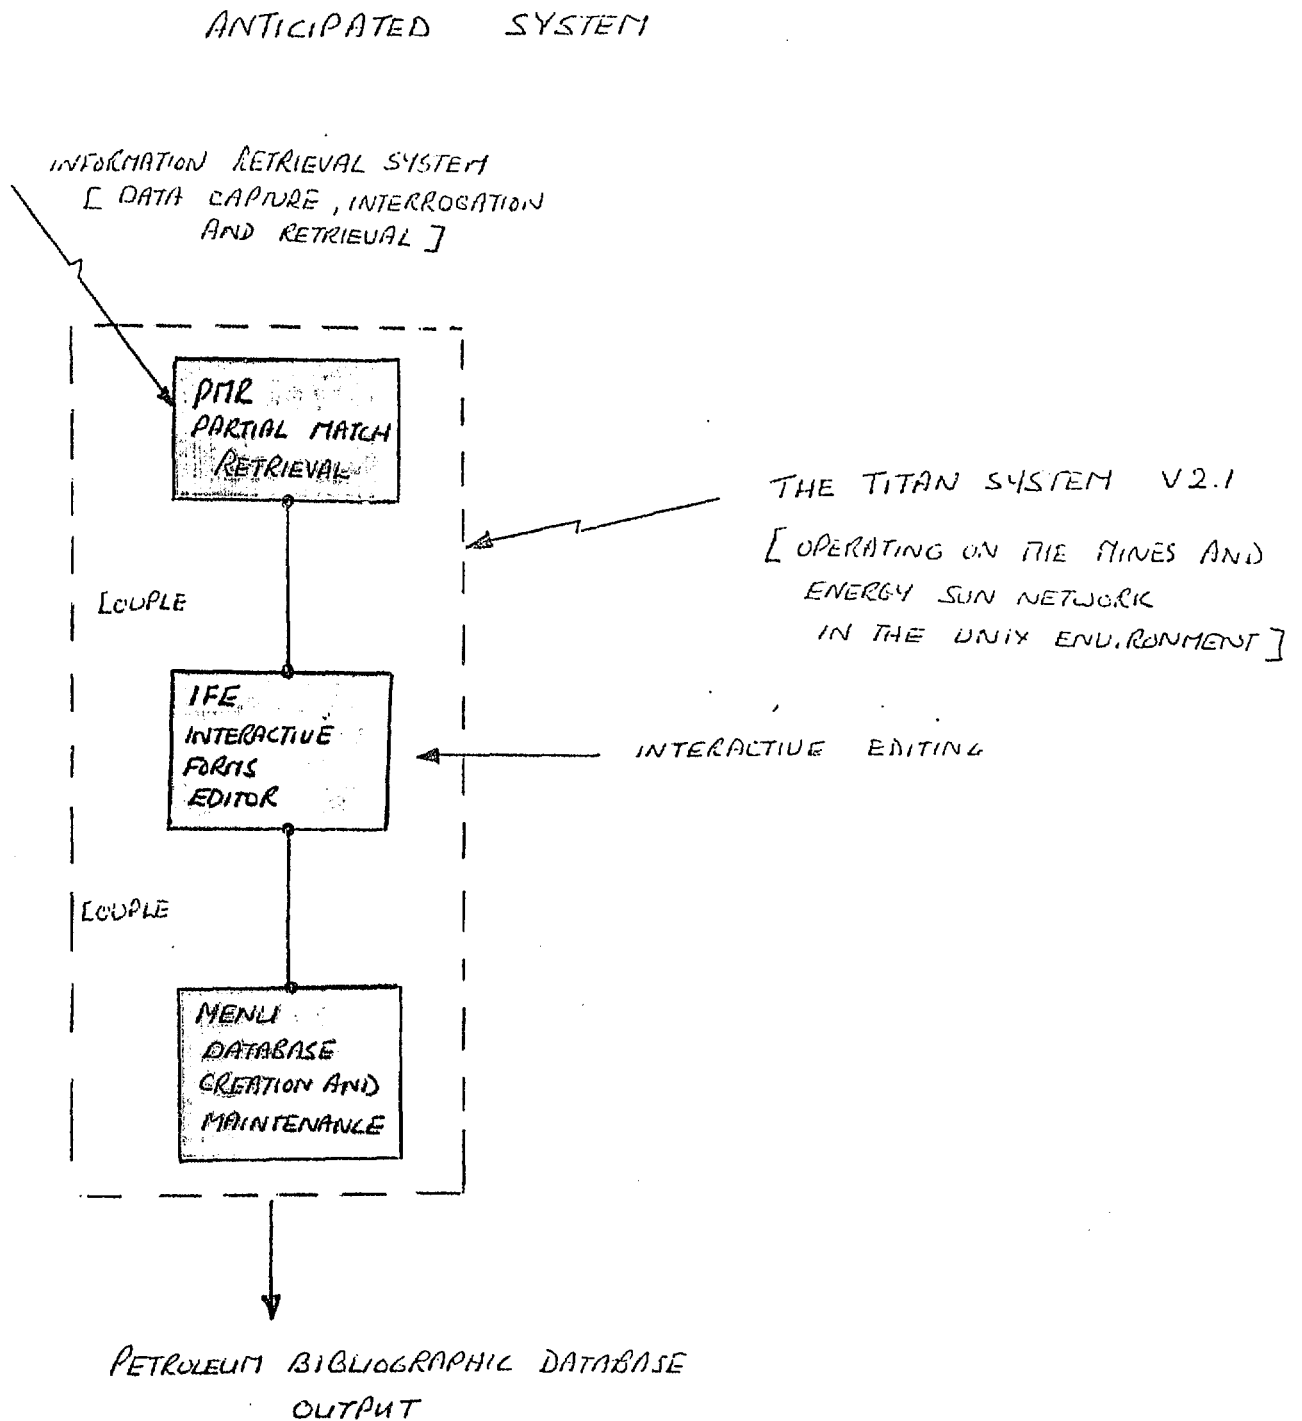 ANTICIPATED SYSTEM
INFORMATION RETRIEVAL SYSTEM
[ DATA CAPTURE, INTERROGATION
AND RETRIEVAL ]
PMR
PARTIAL MATCH
RETRIEVAL
THE TITAN SYSTEM V2.1
[ OPERATING ON THE MINES AND
ENERGY SUN NETWORK
IN THE UNIX ENVIRONMENT ]
COUPLE
IFE
INTERACTIVE
FORMS
EDITOR
INTERACTIVE EDITING
COUPLE
MENU
DATABASE
CREATION AND
MAINTENANCE
PETROLEUM BIBLIOGRAPHIC DATABASE
OUTPUT